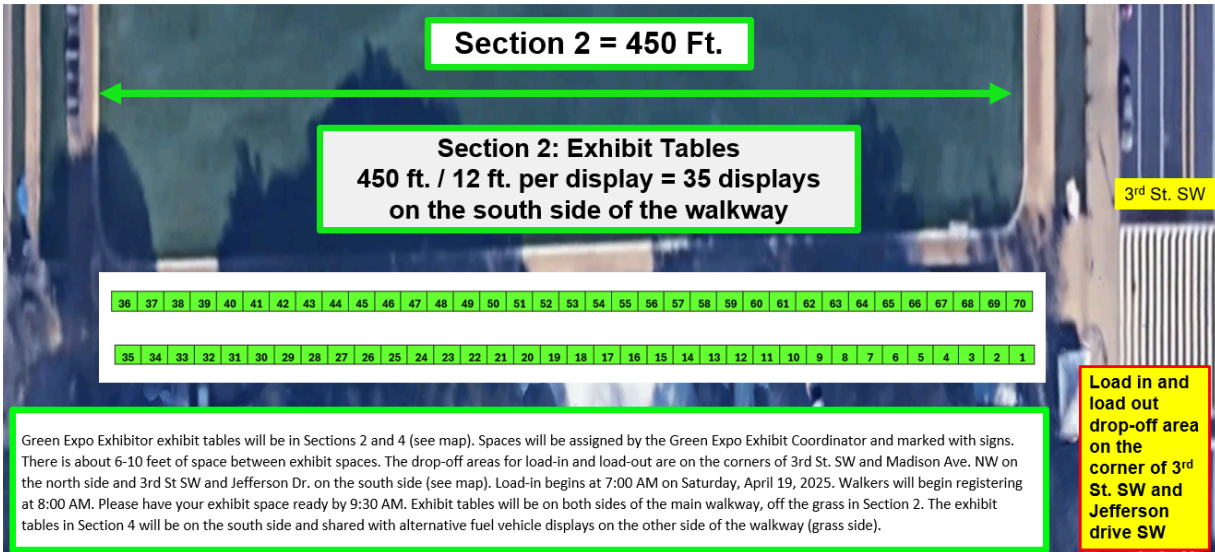 Section 2 = 450 Ft.
Section 2: Exhibit Tables
450 ft. / 12 ft. per display = 35 displays
on the south side of the walkway
3rd St. SW
36 37 38 39 40 41 42 43 44 45 46 47 48 49 50 51 52 53 54 55 56 57 58 59 60 61 62 63 64 65 66 67 68 69 70
35 34 33 32 31 30 29 28 27 26 25 24 23 22 21 20 19 18 17 16 15 14 13 12 11 10 9 8 7 6 5 4 3 2 1
Green Expo Exhibitor exhibit tables will be in Sections 2 and 4 (see map). Spaces will be assigned by the Green Expo Exhibit Coordinator and marked with signs.
There is about 6-10 feet of space between exhibit spaces. The drop-off areas for load-in and load-out are on the corners of 3rd St. SW and Madison Ave. NW on
the north side and 3rd St SW and Jefferson Dr. on the south side (see map). Load-in begins at 7:00 AM on Saturday, April 19, 2025. Walkers will begin registering
at 8:00 AM. Please have your exhibit space ready by 9:30 AM. Exhibit tables will be on both sides of the main walkway, off the grass in Section 2. The exhibit
tables in Section 4 will be on the south side and shared with alternative fuel vehicle displays on the other side of the walkway (grass side).
Load in and
load out
drop-off area
on the
corner of 3rd
St. SW and
Jefferson
drive SW